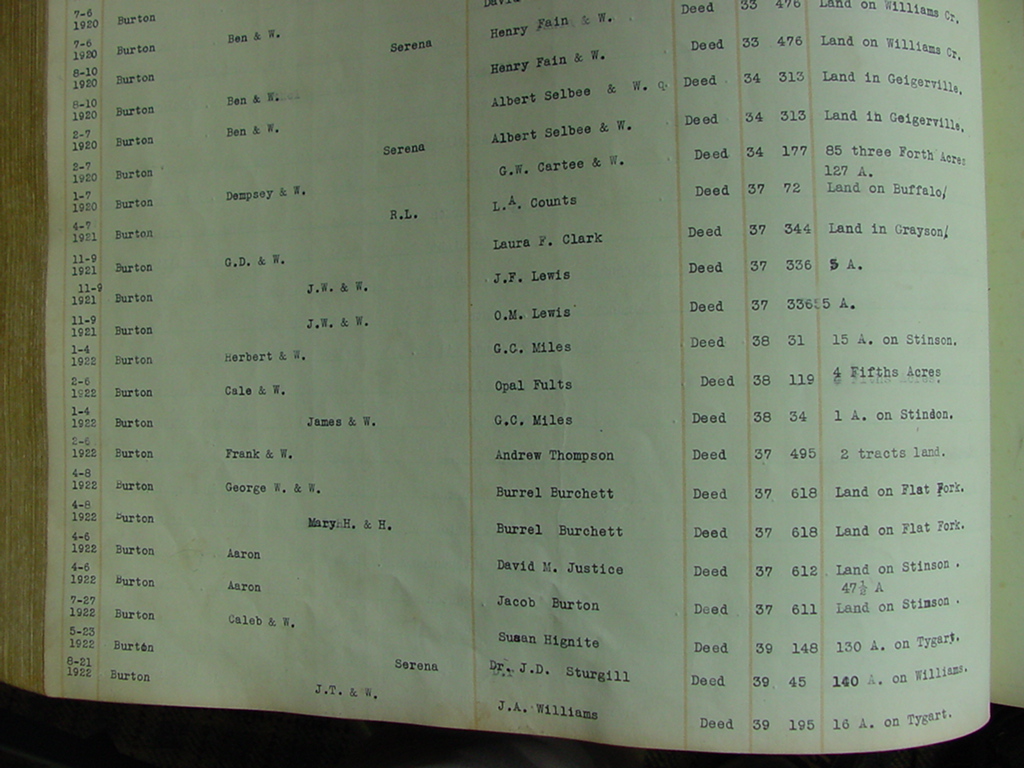 7-6
1920 Burton David Deed 33 476 Land on Williams Cr.
7-6
1920 Burton Ben & W. Henry Fain & W. Deed 33 476 Land on Williams Cr.
8-10
1920 Burton Serena Henry Fain & W. Deed 34 313 Land in Geigerville.
8-10
1920 Burton Ben & W. Albert Selbee & W. Deed 34 313 Land in Geigerville.
2-7
1920 Burton Ben & W. Albert Selbee & W. Deed 34 177 85 three Forth Acres
127 A.
2-7
1920 Burton Serena G.W. Cartee & W. Deed 37 72 Land on Buffalo/
1-7
1920 Burton Dempsey & W. L.A. Counts Deed 37 344 Land in Grayson/
4-7
1921 Burton R.L. Laura F. Clark Deed 37 336 5 A.
11-9
1921 Burton G.D. & W. J.F. Lewis Deed 37 336 5 A.
11-9
1921 Burton J.W. & W. O.M. Lewis Deed 38 31 15 A. on Stinson.
11-9
1921 Burton J.W. & W. G.C. Miles Deed 38 119 4 Fifths Acres
1-4
1922 Burton Herbert & W. Opal Fults Deed 38 34 1 A. on Stindon.
2-6
1922 Burton Cale & W. G.C. Miles Deed 37 495 2 tracts land.
1-4
1922 Burton James & W. Andrew Thompson Deed 37 618 Land on Flat Fork.
2-6
1922 Burton Frank & W. Burrel Burchett Deed 37 618 Land on Flat Fork.
4-8
1922 Burton George W. & W. Burrel Burchett Deed 37 612 Land on Stinson.
47½ A
4-8
1922 Burton Mary H. & H. David M. Justice Deed 37 611 Land on Stinson.
4-6
1922 Burton Aaron Jacob Burton Deed 39 148 130 A. on Tygart.
4-6
1922 Burton Aaron Susan Hignite Deed 39 45 140 A. on Williams.
7-27
1922 Burton Caleb & W. Dr. J.D. Sturgill Deed 39 195 16 A. on Tygart.
5-23
1922 Burton Serena J.A. Williams
8-21
1922 Burton J.T. & W.